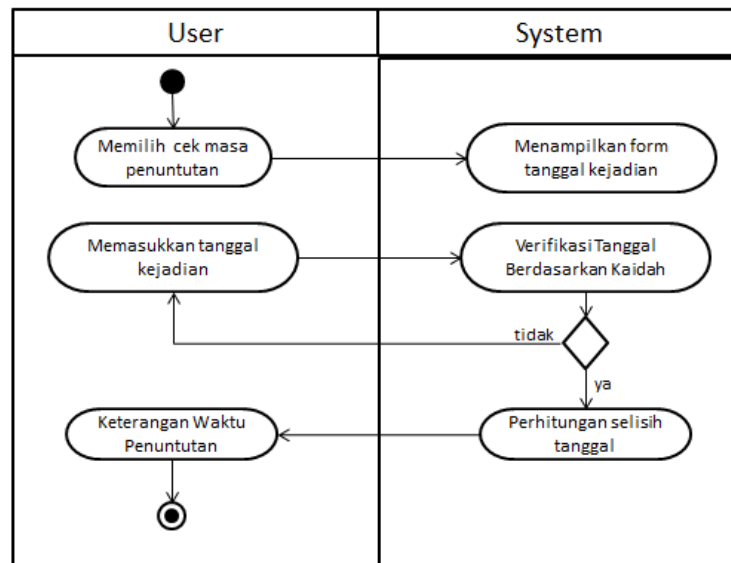 User
System
Memilih cek masa
penuntutan
Menampilkan form
tanggal kejadian
Memasukkan tanggal
kejadian
Verifikasi Tanggal
Berdasarkan Kaidah
tidak
ya
Keterangan Waktu
Penuntutan
Perhitungan selisih
tanggal